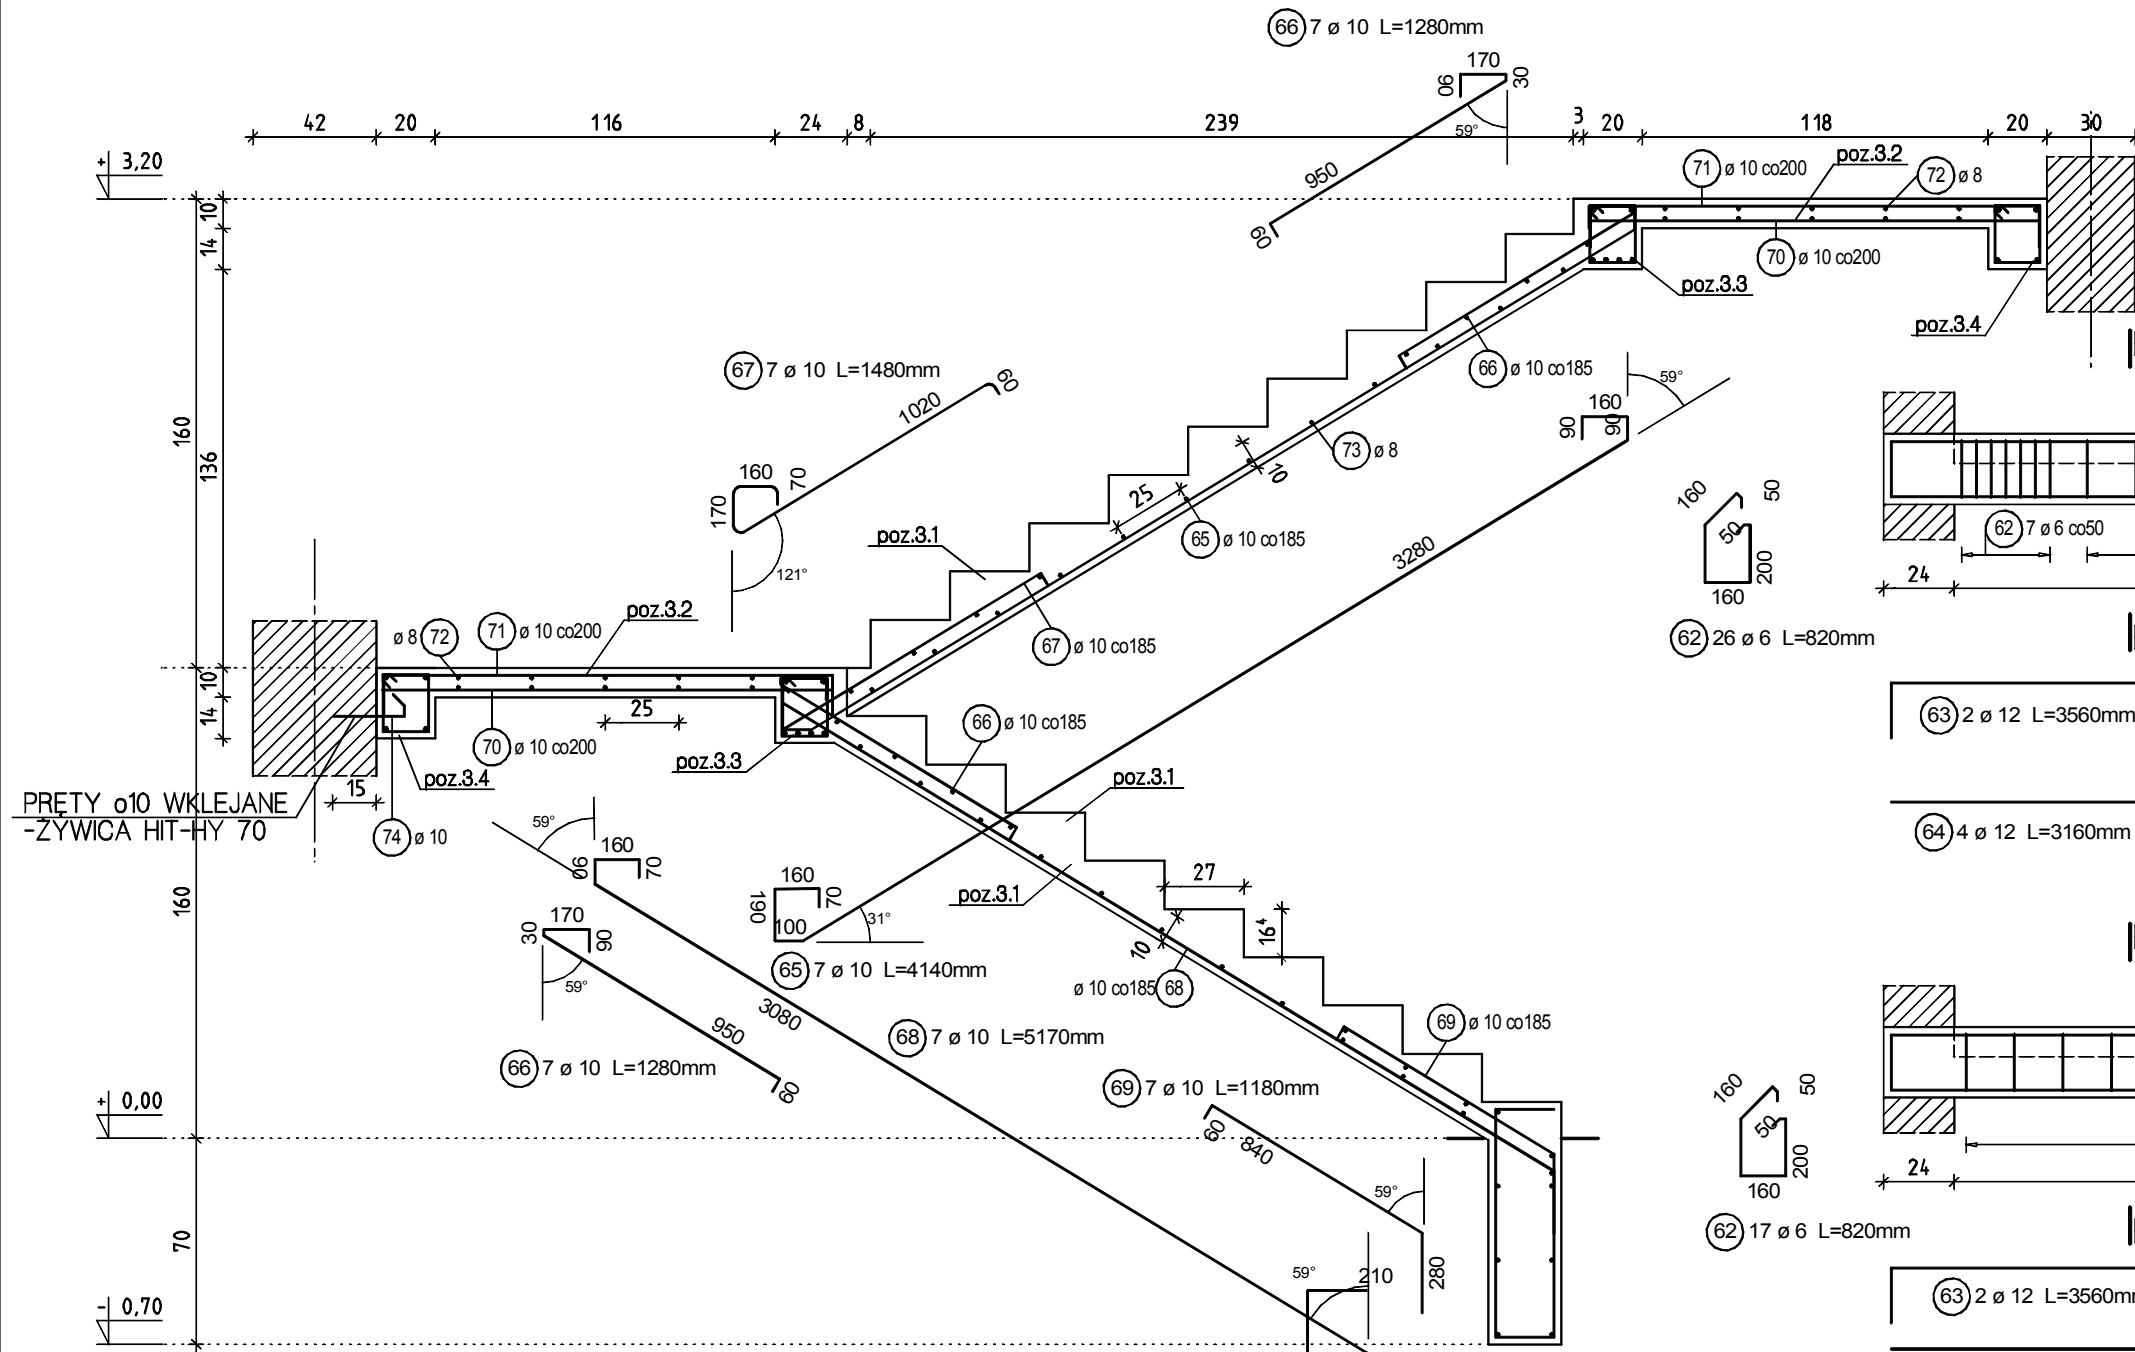 66 7 ø 10 L=1280mm
170
90
30
59°
950
60
42 20 116 24 8 239 3 20 118 20 30
+ 3,20
71 ø 10 co200
poz.3.2
72 ø 8
10
14
70 ø 10 co200
poz.3.3
poz.3.4
66 ø 10 co185
67 7 ø 10 L=1480mm
60
1020
160
70
170
121°
160
136
73 ø 8
10
25
65 ø 10 co185
59°
160
90
90
3280
160
50
50
200
160
62 26 ø 6 L=820mm
62 7 ø 6 co50
24
poz.3.1
67 ø 10 co185
ø 8 72
71 ø 10 co200
poz.3.2
10
14
25
70 ø 10 co200
66 ø 10 co185
63 2 ø 12 L=3560mm
poz.3.3
poz.3.4
poz.3.1
15
PRĘTY o10 WKLEJANE
-ŻYWICA HIT-HY 70
74 ø 10
64 4 ø 12 L=3160mm
59°
160
90
70
160
190
70
100
31°
65 7 ø 10 L=4140mm
poz.3.1
27
16⁴
10
160
30
170
90
59°
950
60
66 7 ø 10 L=1280mm
3080
68 7 ø 10 L=5170mm
ø 10 co185 68
69 ø 10 co185
69 7 ø 10 L=1180mm
60
840
59°
280
+ 0,00
70
- 0,70
59°
210
160
50
50
200
160
24
62 17 ø 6 L=820mm
63 2 ø 12 L=3560mm